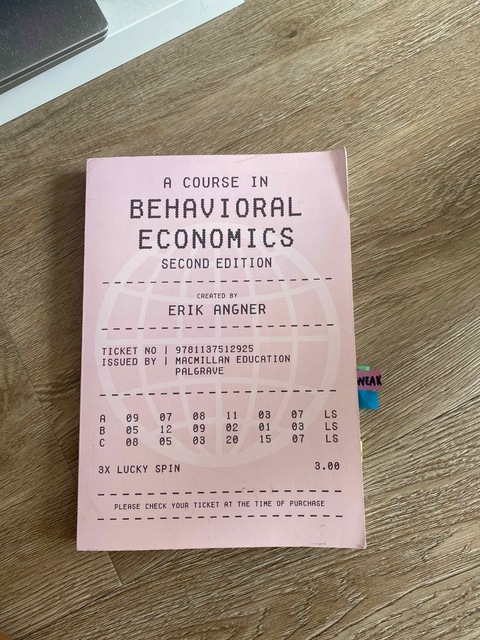 A COURSE IN
BEHAVIORAL
ECONOMICS
SECOND EDITION
CREATED BY
ERIK ANGNER
TICKET NO | 9781137512925
ISSUED BY | MACMILLAN EDUCATION
PALGRAVE
WEAK
A 09 07 08 11 03 07 LS
B 05 12 09 02 01 03 LS
C 08 05 03 20 15 07 LS
3X LUCKY SPIN 3.00
PLEASE CHECK YOUR TICKET AT THE TIME OF PURCHASE